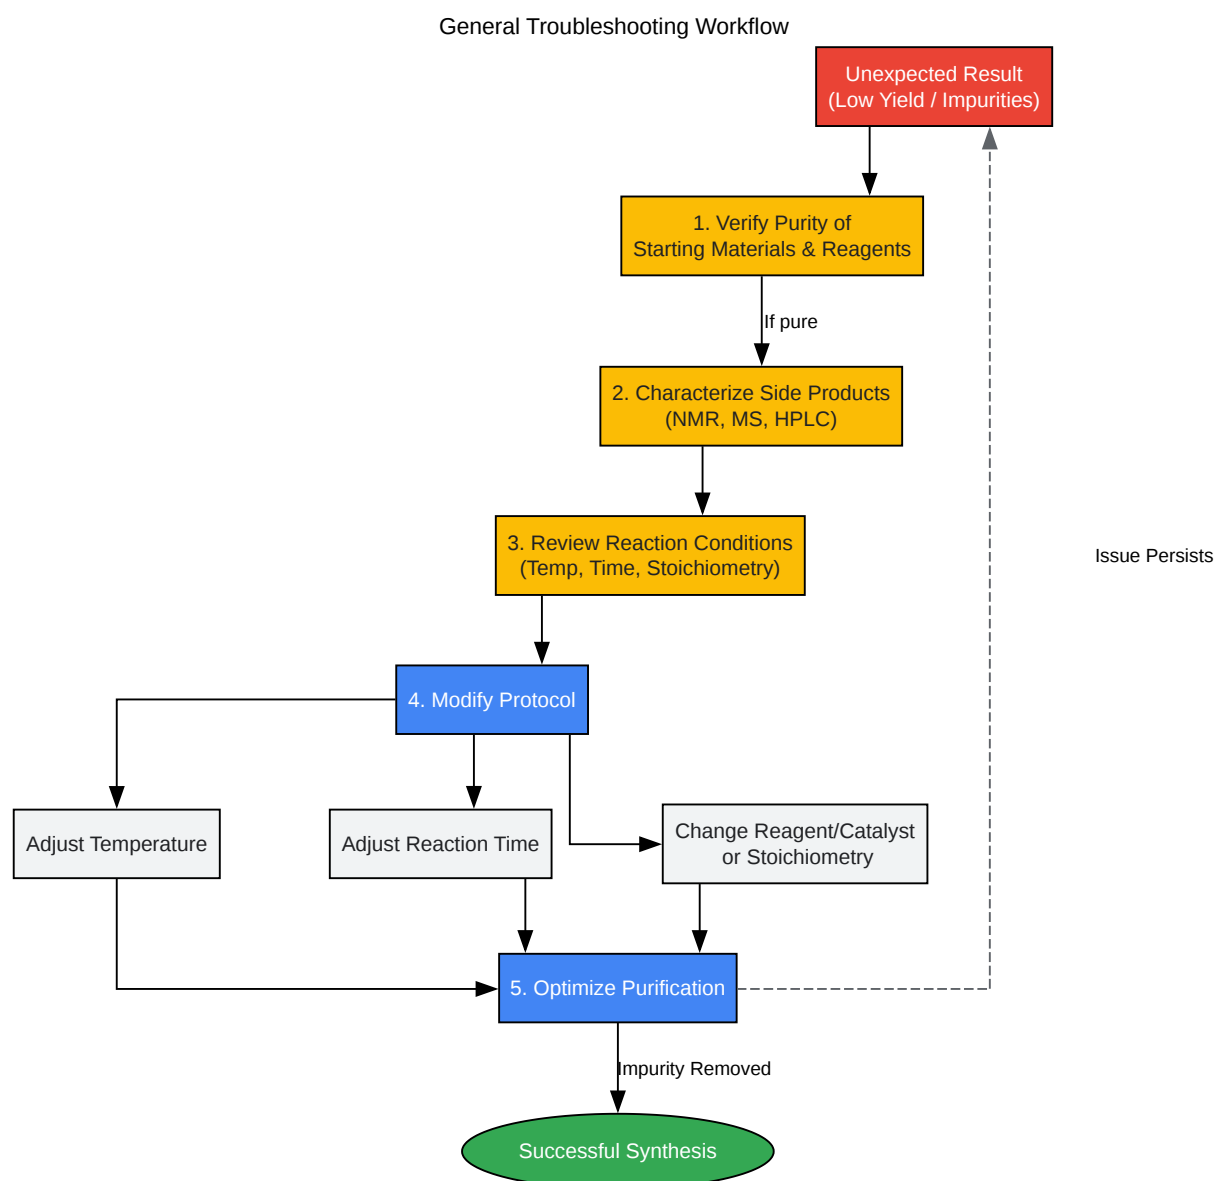 General Troubleshooting Workflow
Unexpected Result
(Low Yield / Impurities)
1. Verify Purity of
Starting Materials & Reagents
If pure
2. Characterize Side Products
(NMR, MS, HPLC)
3. Review Reaction Conditions
(Temp, Time, Stoichiometry)
Issue Persists
4. Modify Protocol
Adjust Temperature
Adjust Reaction Time
Change Reagent/Catalyst
or Stoichiometry
5. Optimize Purification
Impurity Removed
Successful Synthesis